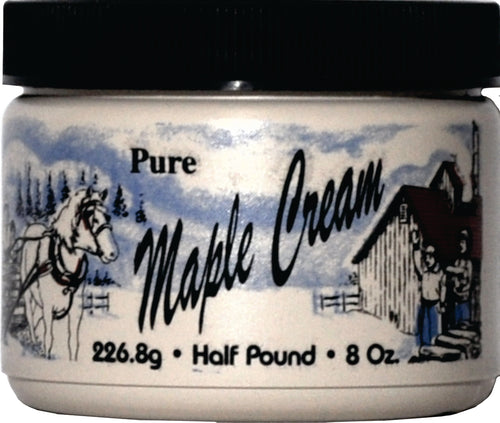 Pure
Maple Cream
226.8g • Half Pound • 8 Oz.